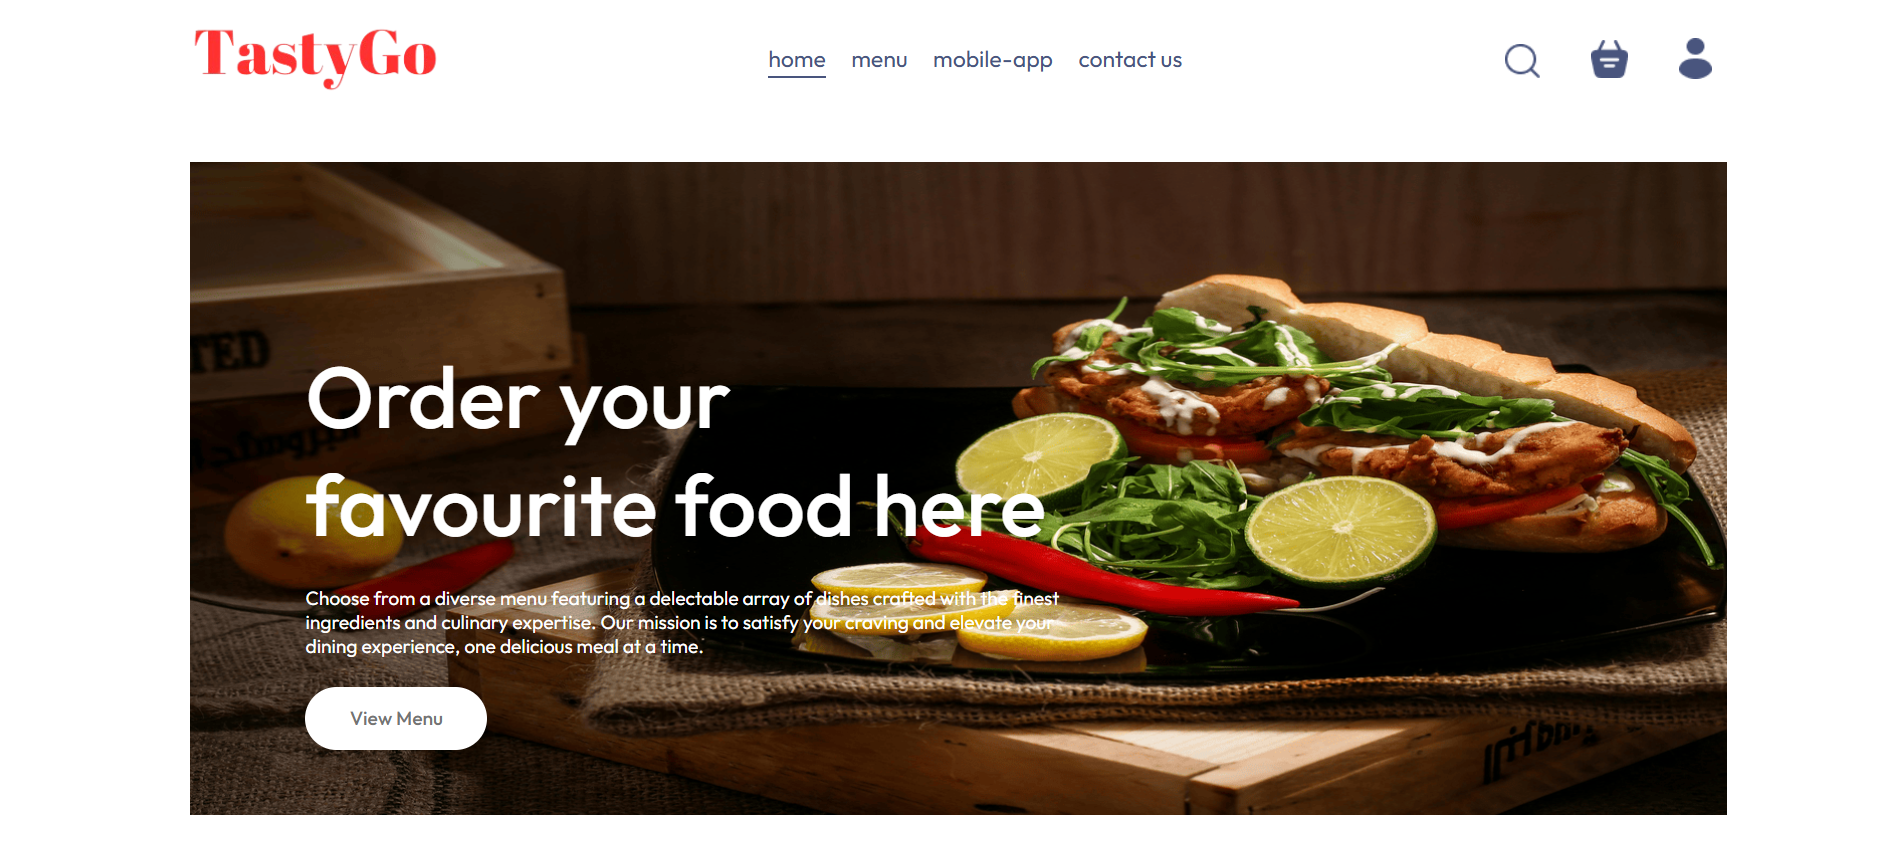 TastyGo
home menu mobile-app contact us
TED
Order your
favourite food here
Choose from a diverse menu featuring a delectable array of dishes crafted with the finest
ingredients and culinary expertise. Our mission is to satisfy your craving and elevate your
dining experience, one delicious meal at a time.
View Menu